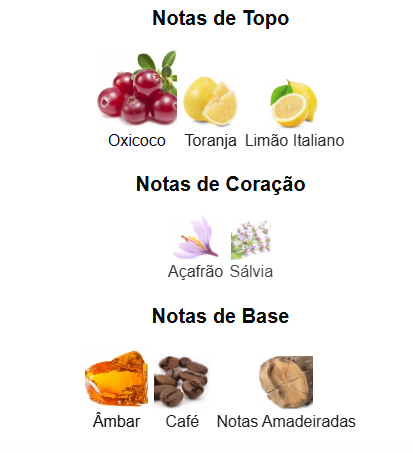 Notas de Topo
Oxicoco Toranja Limão Italiano
Notas de Coração
Açafrão Sálvia
Notas de Base
Âmbar Café Notas Amadeiradas